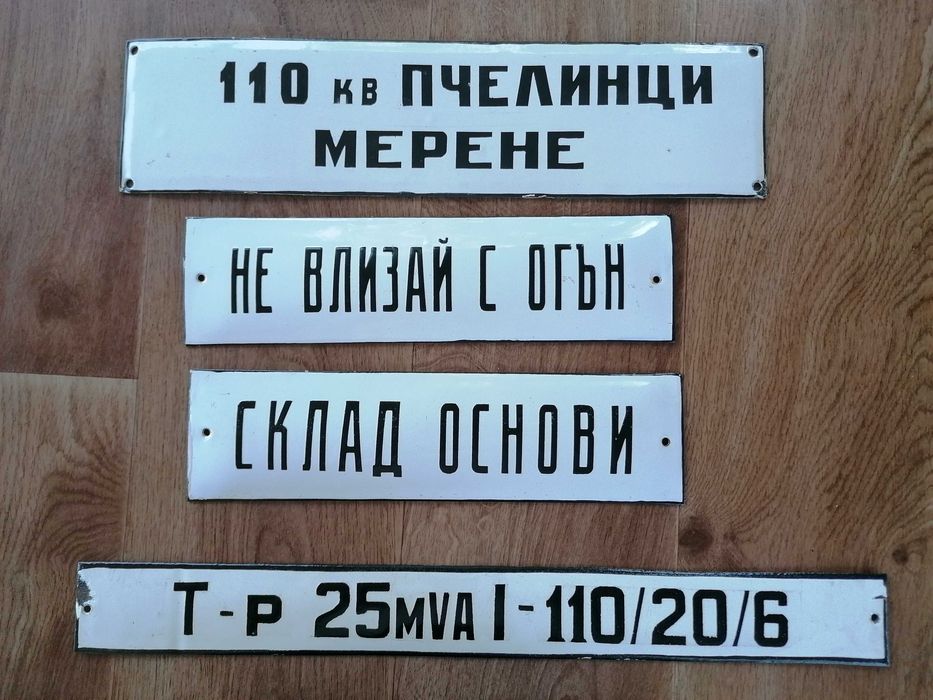 110 кв ПЧЕЛИНЦИ
МЕРЕНЕ
НЕ ВЛИЗАЙ С ОГЪН
СКЛАД ОСНОВИ
Т-Р 25MVA I-110/20/6